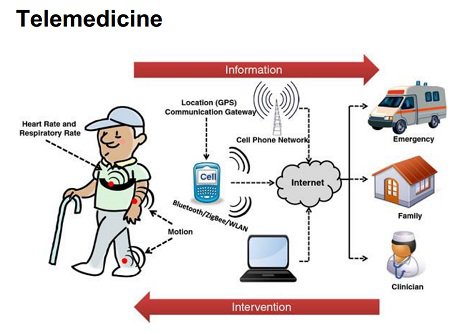 Telemedicine
Information
Location (GPS)
Communication Gateway
Heart Rate and
Respiratory Rate
Cell Phone Network
Emergency
Cell
Internet
Bluetooth/ZigBee/WLAN
Motion
Family
Clinician
Intervention